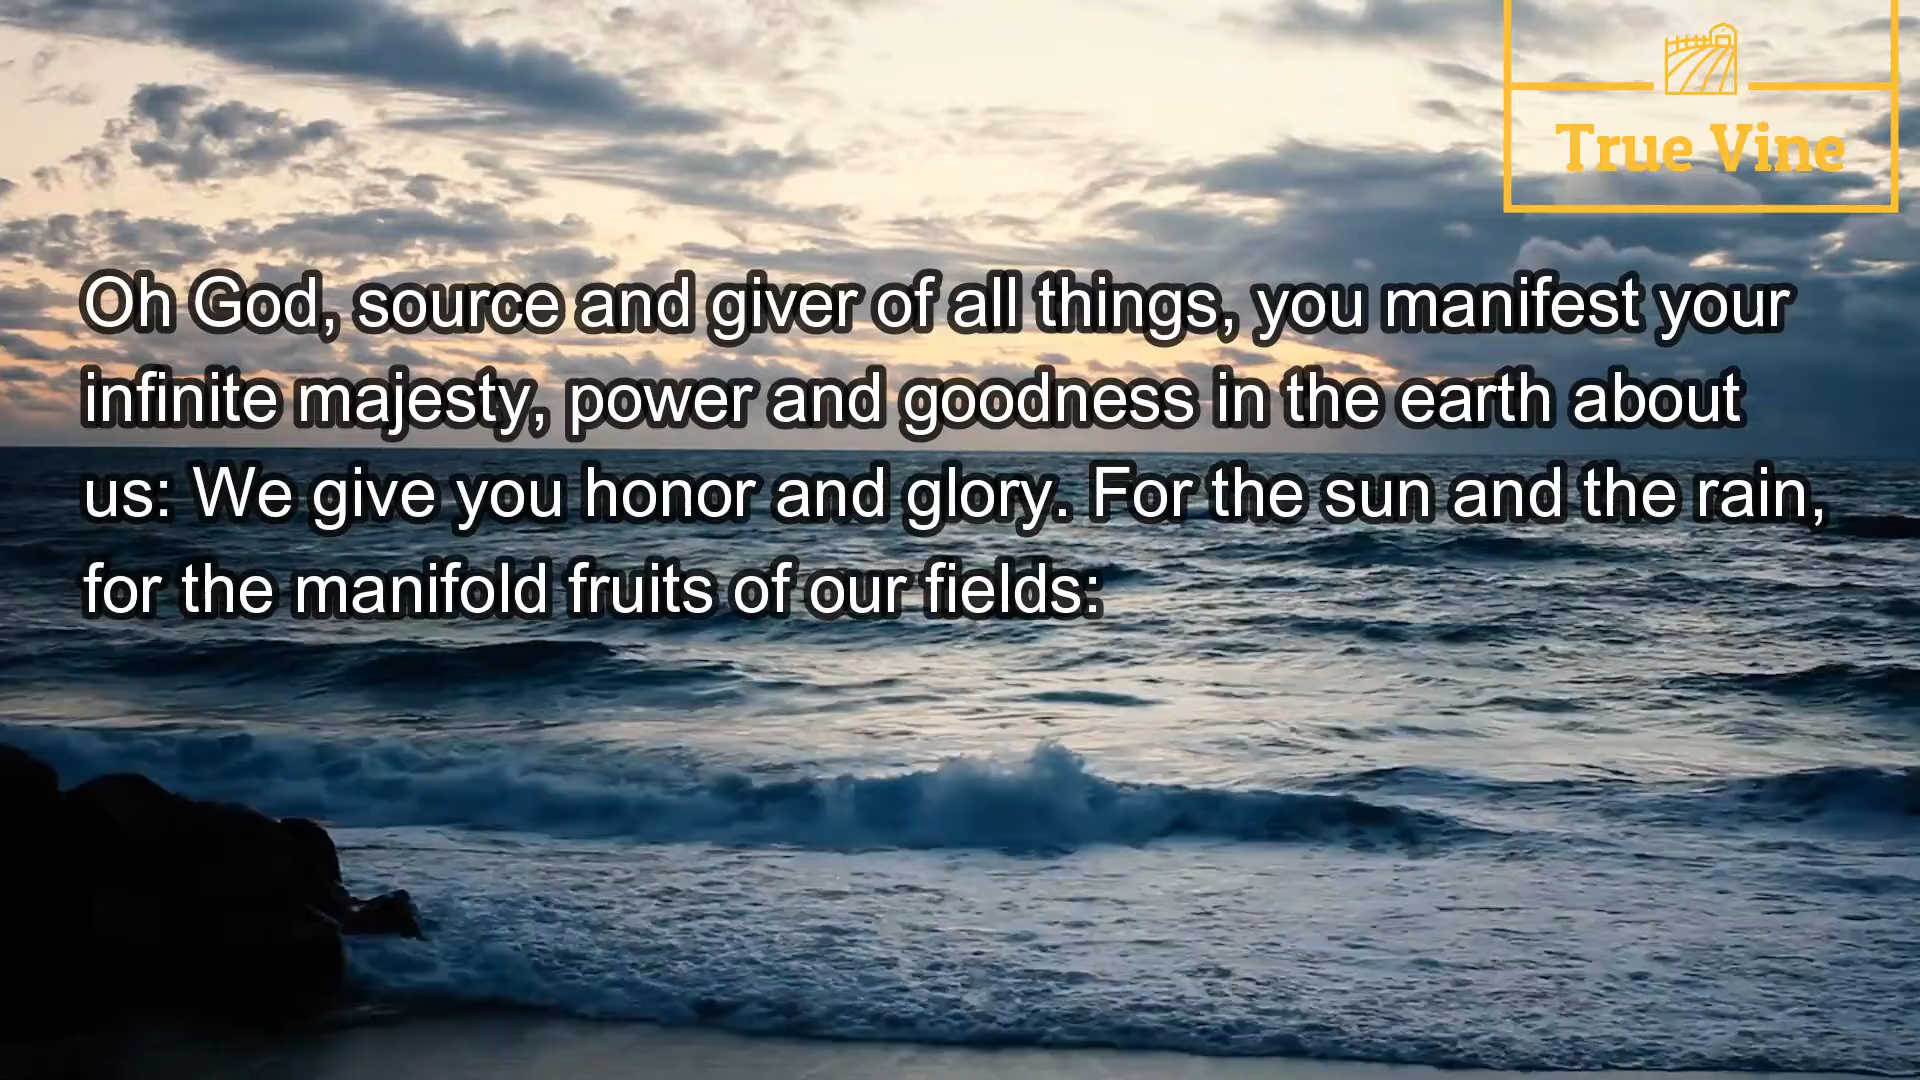 True Vine
Oh God, source and giver of all things, you manifest your
infinite majesty, power and goodness in the earth about
us: We give you honor and glory. For the sun and the rain,
for the manifold fruits of our fields: